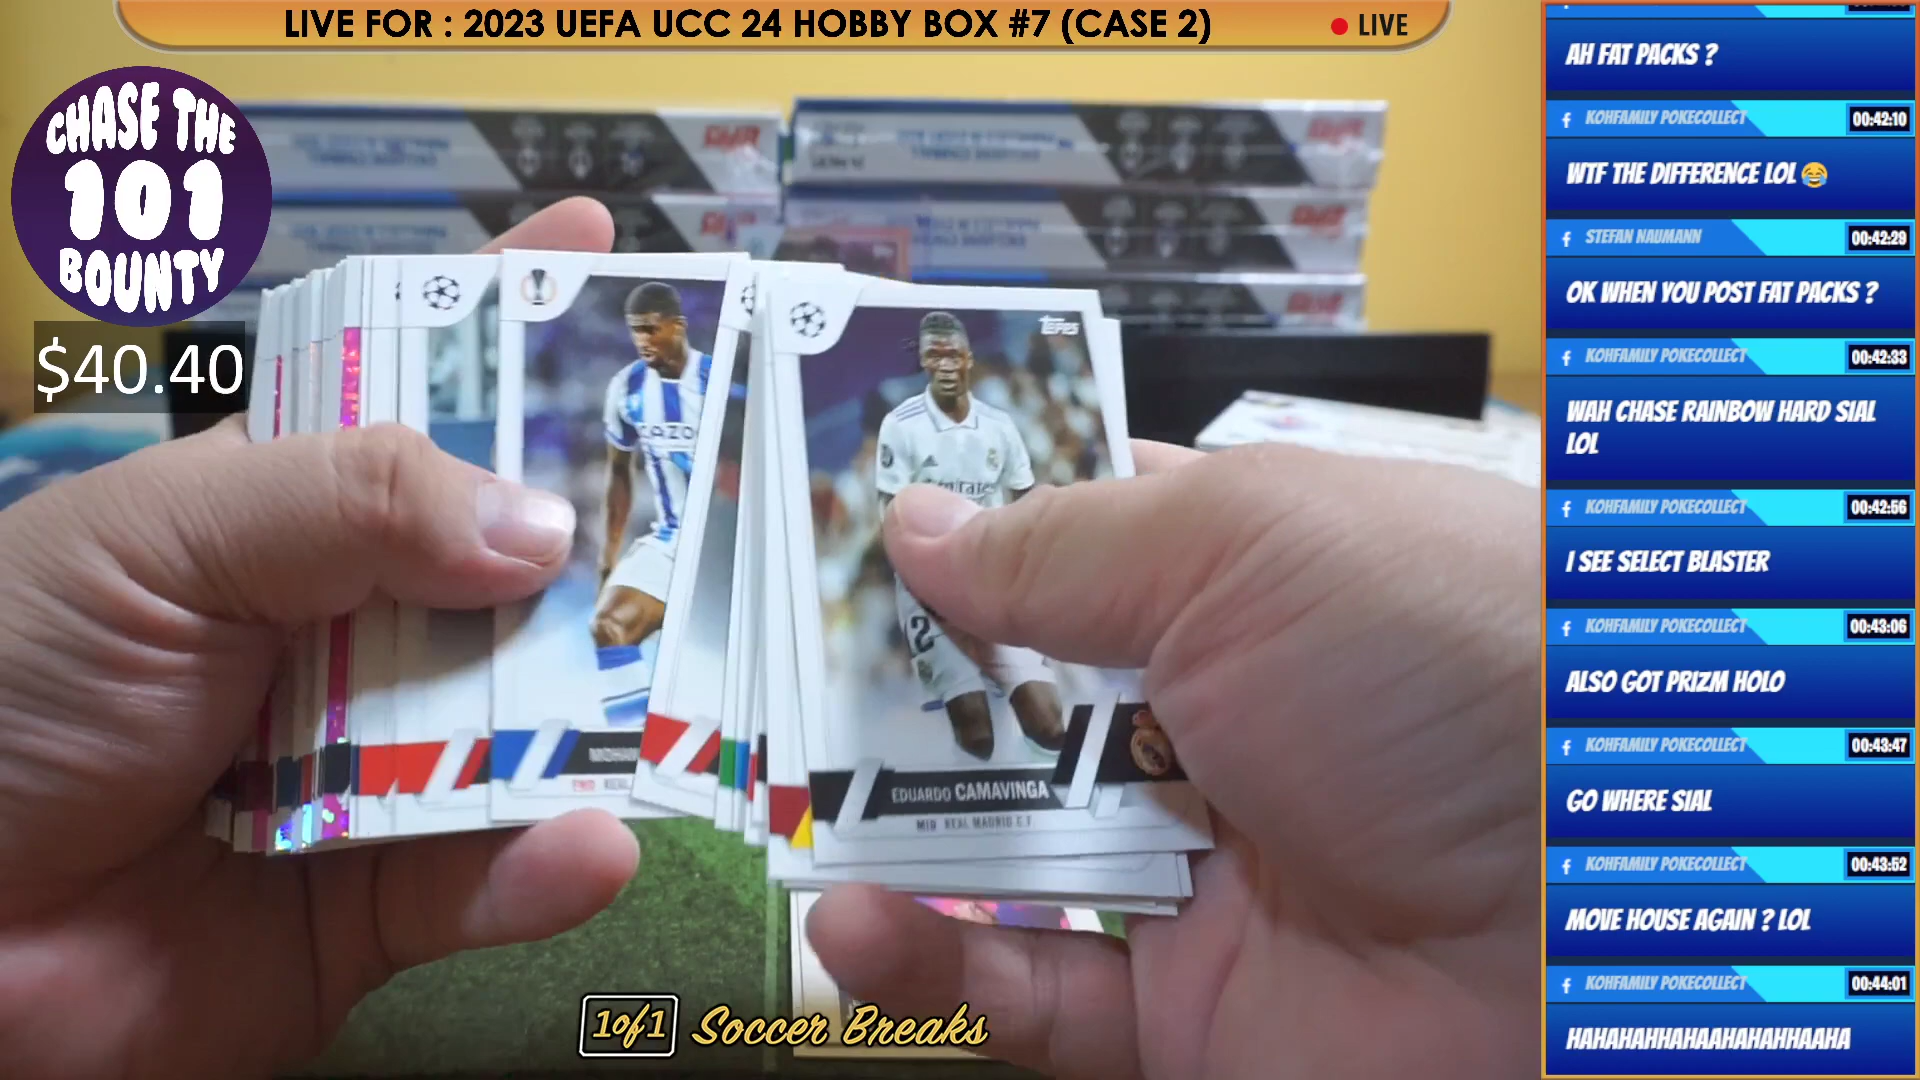 LIVE FOR : 2023 UEFA UCC 24 HOBBY BOX #7 (CASE 2)
LIVE
CHASE THE
101
BOUNTY
$40.40
Topps
CAZOO
EDUARDO CAMAVINGA
MID REAL MADRID C.F.
1of1 Soccer Breaks
AH FAT PACKS ?
KOHFAMILY POKECOLLECT 00:42:10
WTF THE DIFFERENCE LOL 😂
STEFAN NAUMANN 00:42:29
OK WHEN YOU POST FAT PACKS ?
KOHFAMILY POKECOLLECT 00:42:33
WAH CHASE RAINBOW HARD SIAL
LOL
KOHFAMILY POKECOLLECT 00:42:56
I SEE SELECT BLASTER
KOHFAMILY POKECOLLECT 00:43:06
ALSO GOT PRIZM HOLO
KOHFAMILY POKECOLLECT 00:43:47
GO WHERE SIAL
KOHFAMILY POKECOLLECT 00:43:52
MOVE HOUSE AGAIN ? LOL
KOHFAMILY POKECOLLECT 00:44:01
HAHAHAHHAHAAHAHAHHAAHA